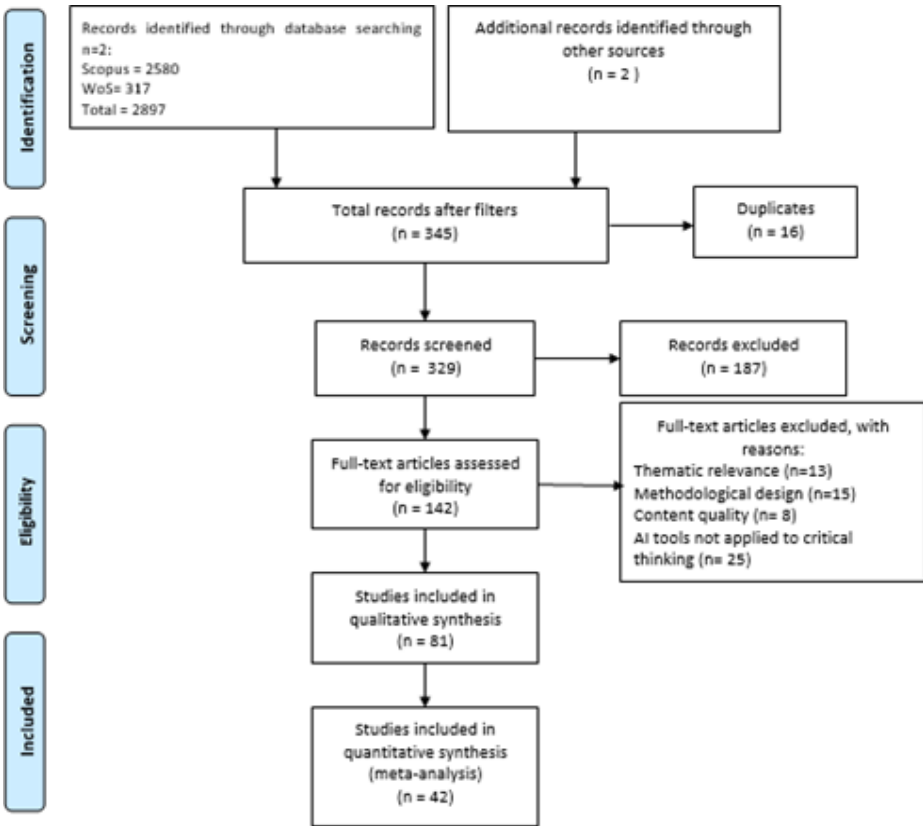 Identification
Records identified through database searching
n=2:
Scopus = 2580
WoS= 317
Total = 2897
Additional records identified through
other sources
(n = 2 )
Total records after filters
(n = 345)
Duplicates
(n = 16)
Screening
Records screened
(n = 329)
Records excluded
(n = 187)
Eligibility
Full-text articles assessed
for eligibility
(n = 142)
Full-text articles excluded, with
reasons:
Thematic relevance (n=13)
Methodological design (n=15)
Content quality (n= 8)
AI tools not applied to critical
thinking (n= 25)
Studies included in
qualitative synthesis
(n = 81)
Included
Studies included in
quantitative synthesis
(meta-analysis)
(n = 42)